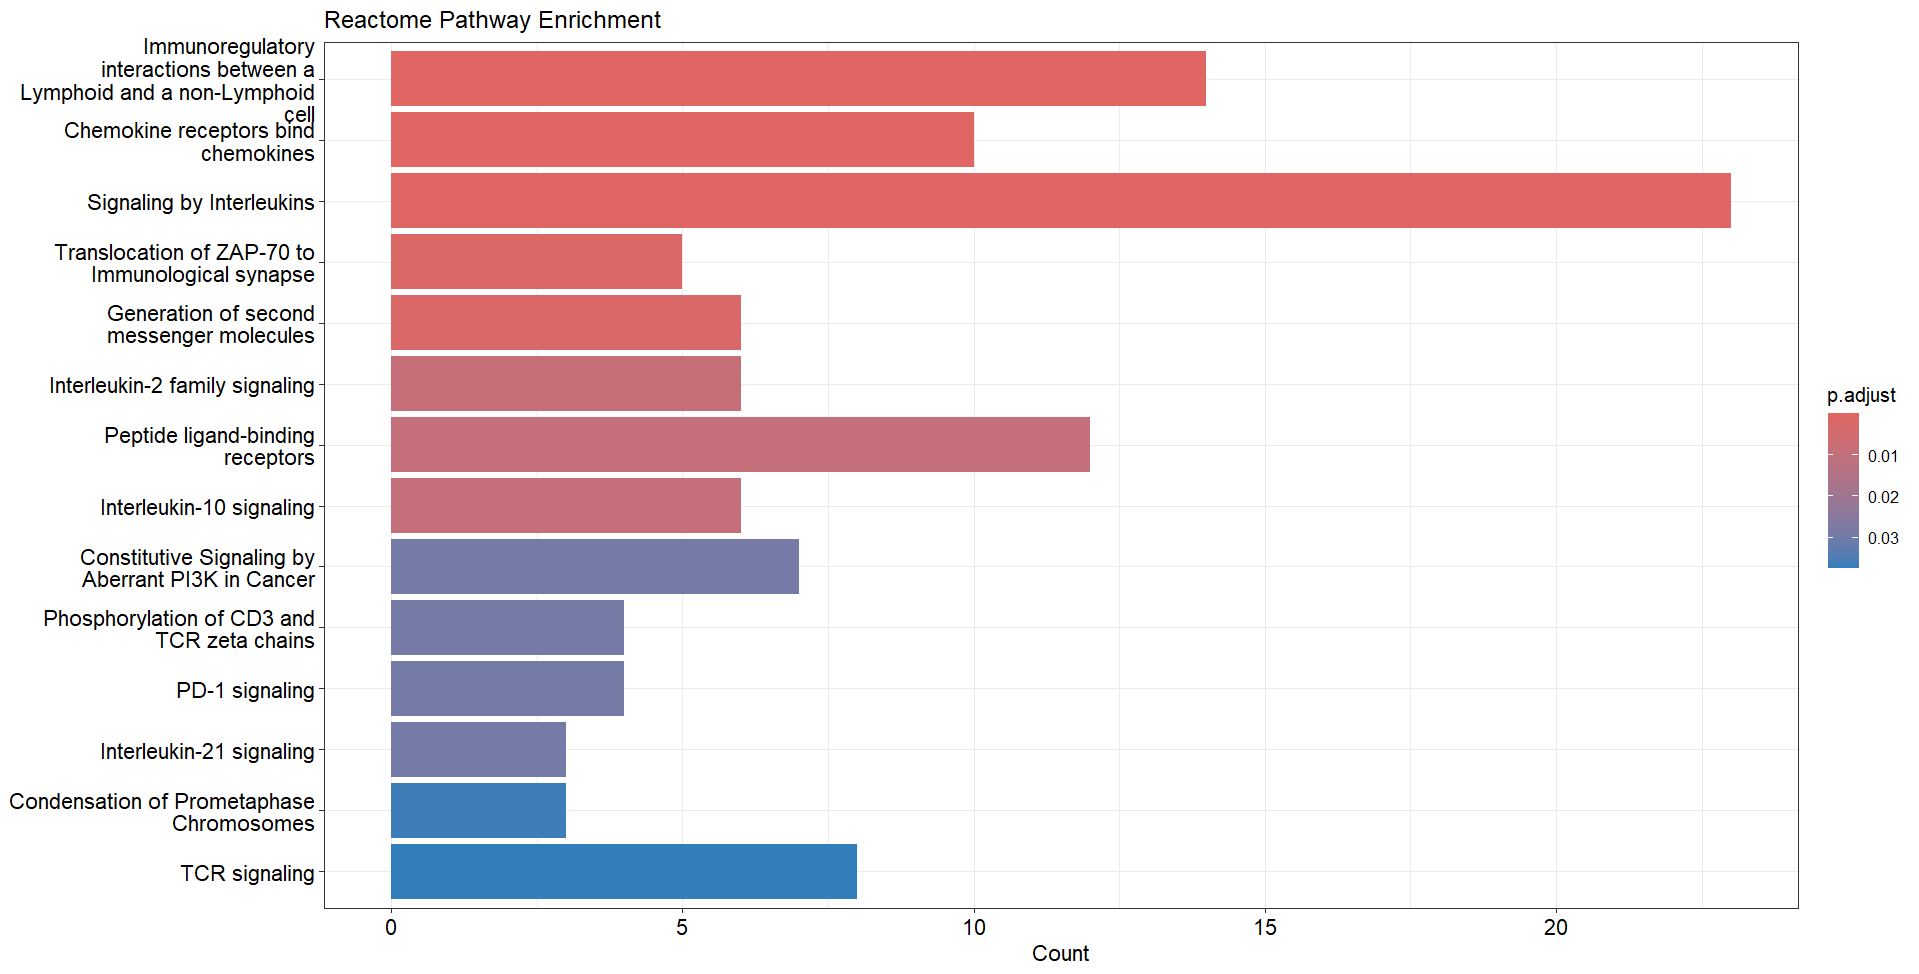 Reactome Pathway Enrichment
Immunoregulatory
interactions between a
Lymphoid and a non-Lymphoid
cell
Chemokine receptors bind
chemokines
Signaling by Interleukins
Translocation of ZAP-70 to
Immunological synapse
Generation of second
messenger molecules
Interleukin-2 family signaling
Peptide ligand-binding
receptors
Interleukin-10 signaling
Constitutive Signaling by
Aberrant PI3K in Cancer
Phosphorylation of CD3 and
TCR zeta chains
PD-1 signaling
Interleukin-21 signaling
Condensation of Prometaphase
Chromosomes
TCR signaling
0 5 10 15 20
Count
p.adjust
0.01
0.02
0.03